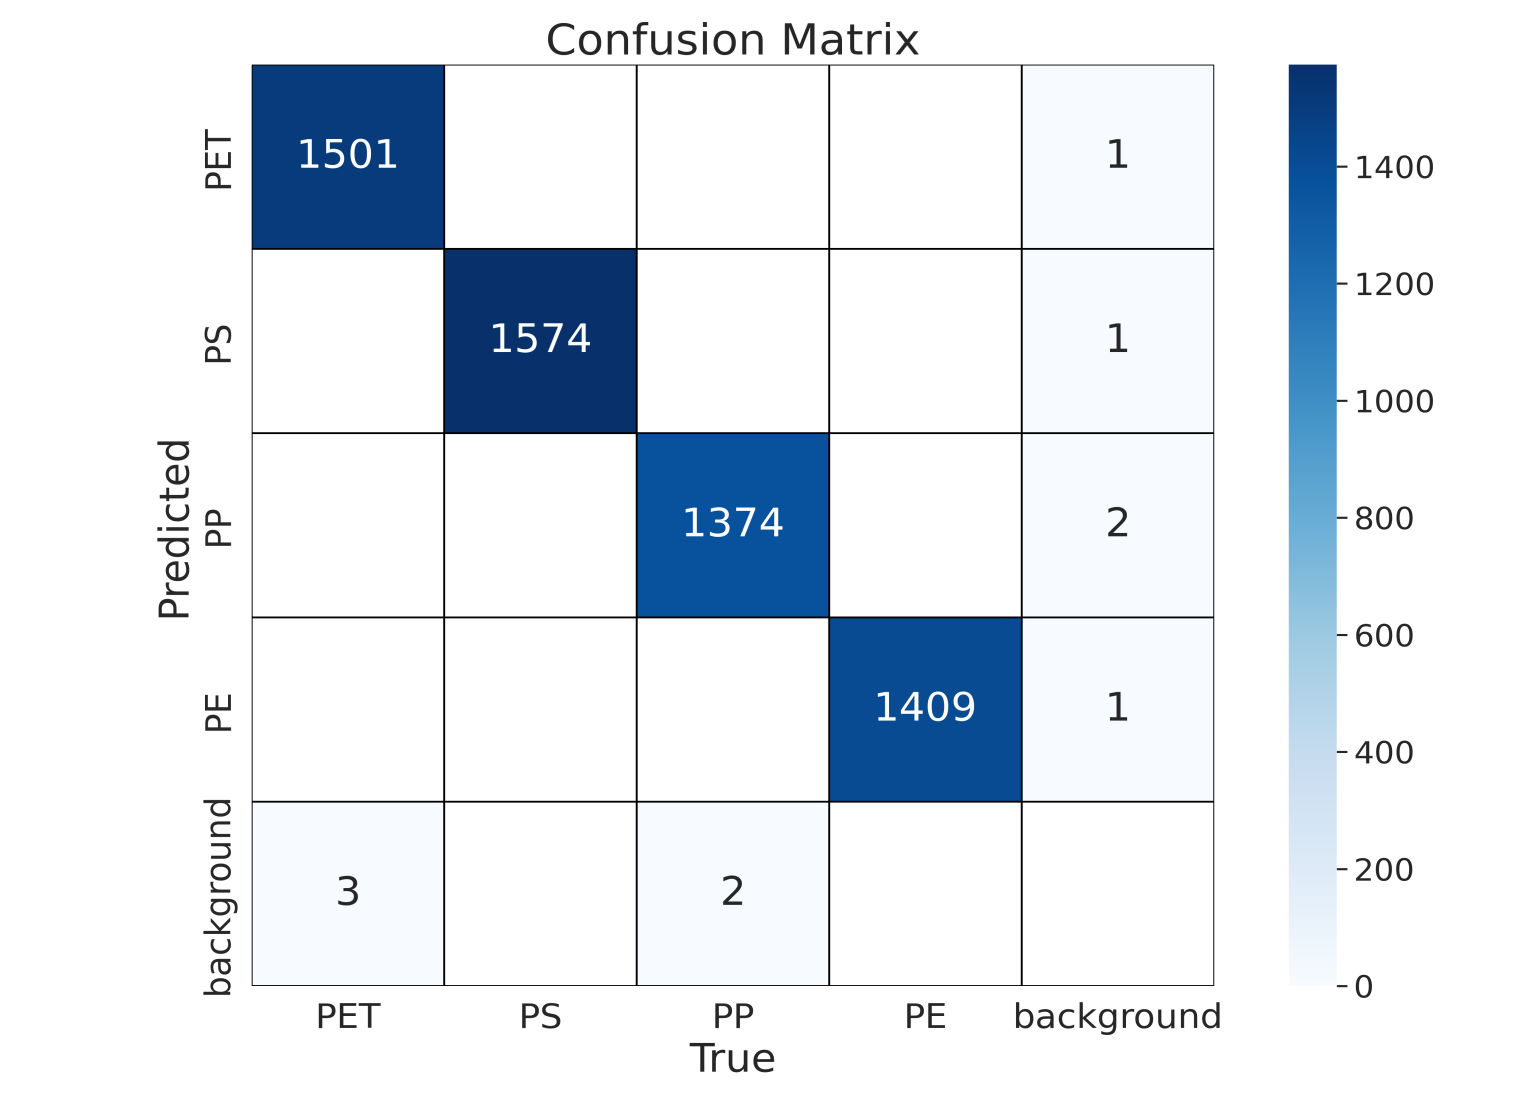 Confusion Matrix
Predicted
PET
1501
1
PS
1574
1
PP
1374
2
PE
1409
1
background
3
2
PET PS PP PE background
True
1400
1200
1000
800
600
400
200
0